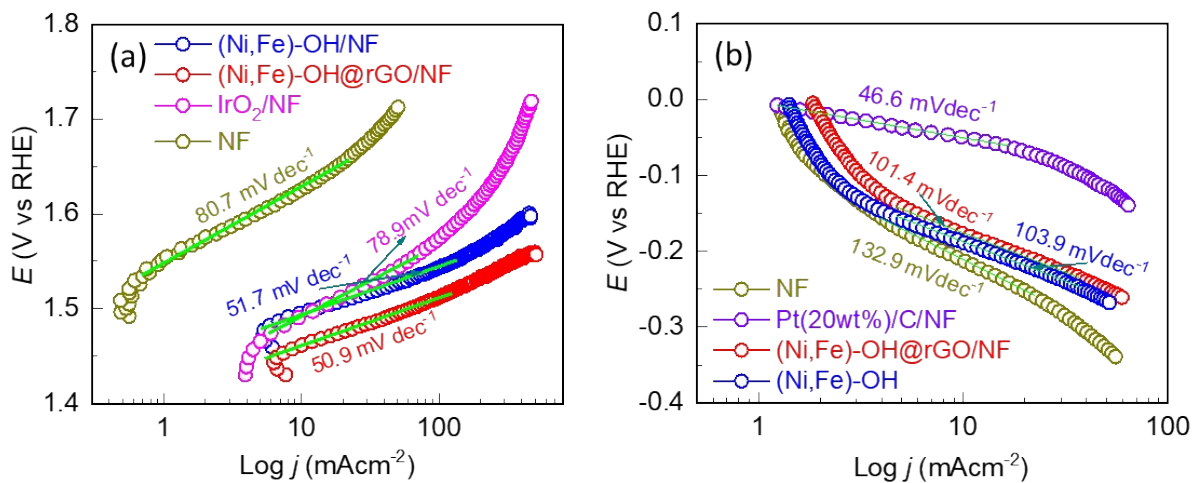 (a)
(Ni,Fe)-OH/NF
(Ni,Fe)-OH@rGO/NF
IrO2/NF
NF
80.7 mV dec-1
78.9mV dec-1
51.7 mV dec-1
50.9 mV dec-1
1.8
1.7
1.6
1.5
1.4
E (V vs RHE)
1
10
100
Log j (mAcm-2)
(b)
46.6 mVdec-1
101.4 mVdec-1
103.9 mVdec-1
132.9 mVdec-1
NF
Pt(20wt%)/C/NF
(Ni,Fe)-OH@rGO/NF
(Ni,Fe)-OH
0.0
-0.1
-0.2
-0.3
-0.4
E (V vs RHE)
1
10
100
Log j (mAcm-2)